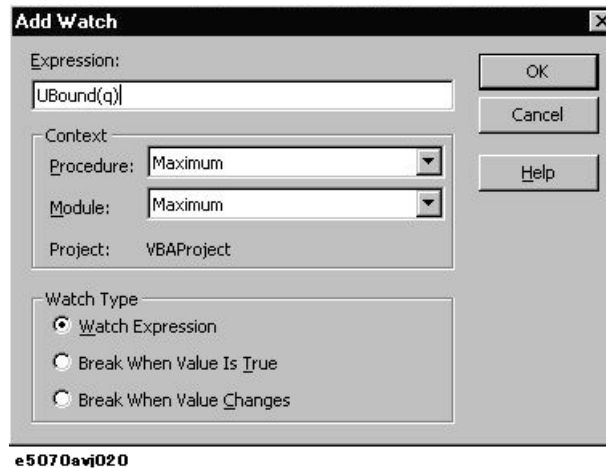 Add Watch
Expression:
UBound(q)
OK
Cancel
Help
Context
Procedure: Maximum
Module: Maximum
Project: VBAProject
Watch Type
Watch Expression
Break When Value Is True
Break When Value Changes
e5070avj020